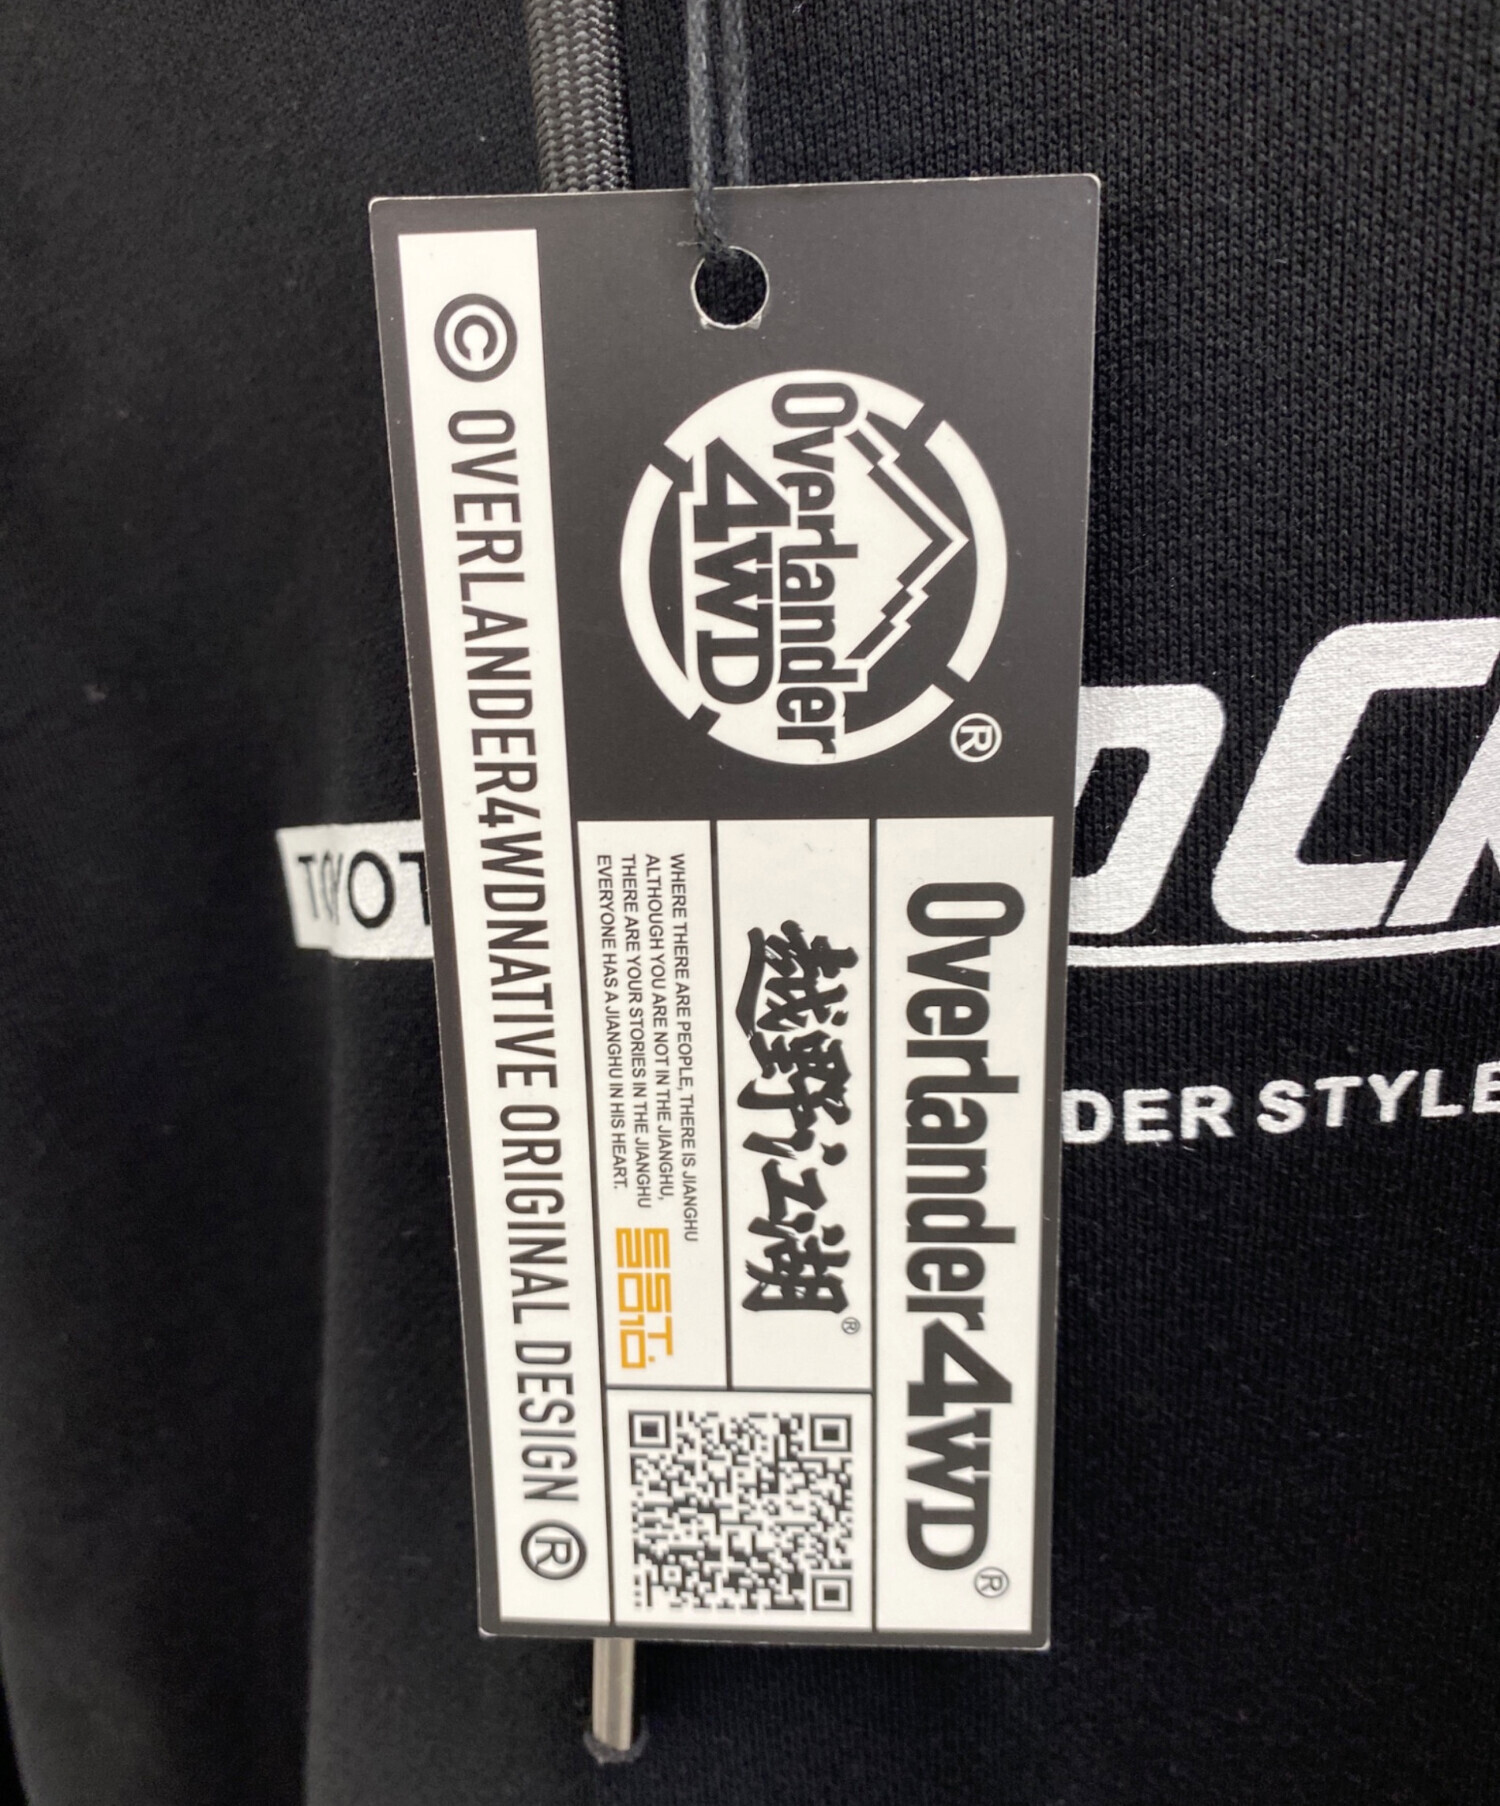 © OVERLANDER4WDNATIVE ORIGINAL DESIGN ®
Overlander
4WD
®
Overlander4WD®
越野江湖®
WHERE THERE ARE PEOPLE, THERE IS JIANGHU
ALTHOUGH YOU ARE NOT IN THE JIANGHU,
THERE ARE YOUR STORIES IN THE JIANGHU
EVERYONE HAS A JIANGHU IN HIS HEART.
EST.
2010
TOYOT
DER STYLE